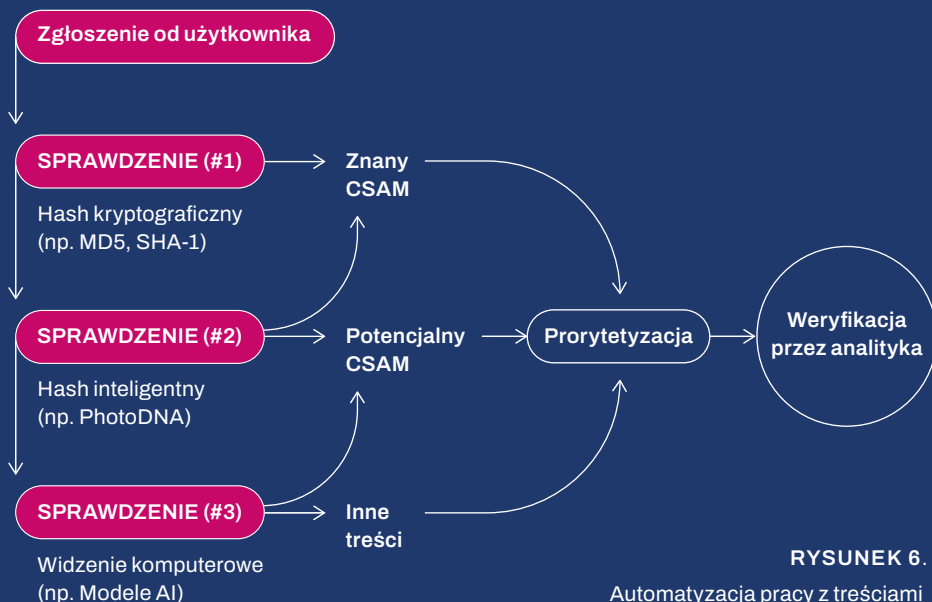 Zgłoszenie od użytkownika
SPRAWDZENIE (#1)
Znany
CSAM
Hash kryptograficzny
(np. MD5, SHA-1)
SPRAWDZENIE (#2)
Potencjalny
CSAM
Prorytetyzacja
Weryfikacja
przez analityka
Hash inteligentny
(np. PhotoDNA)
SPRAWDZENIE (#3)
Inne
treści
Widzenie komputerowe
(np. Modele AI)
RYSUNEK 6.
Automatyzacja pracy z treściami